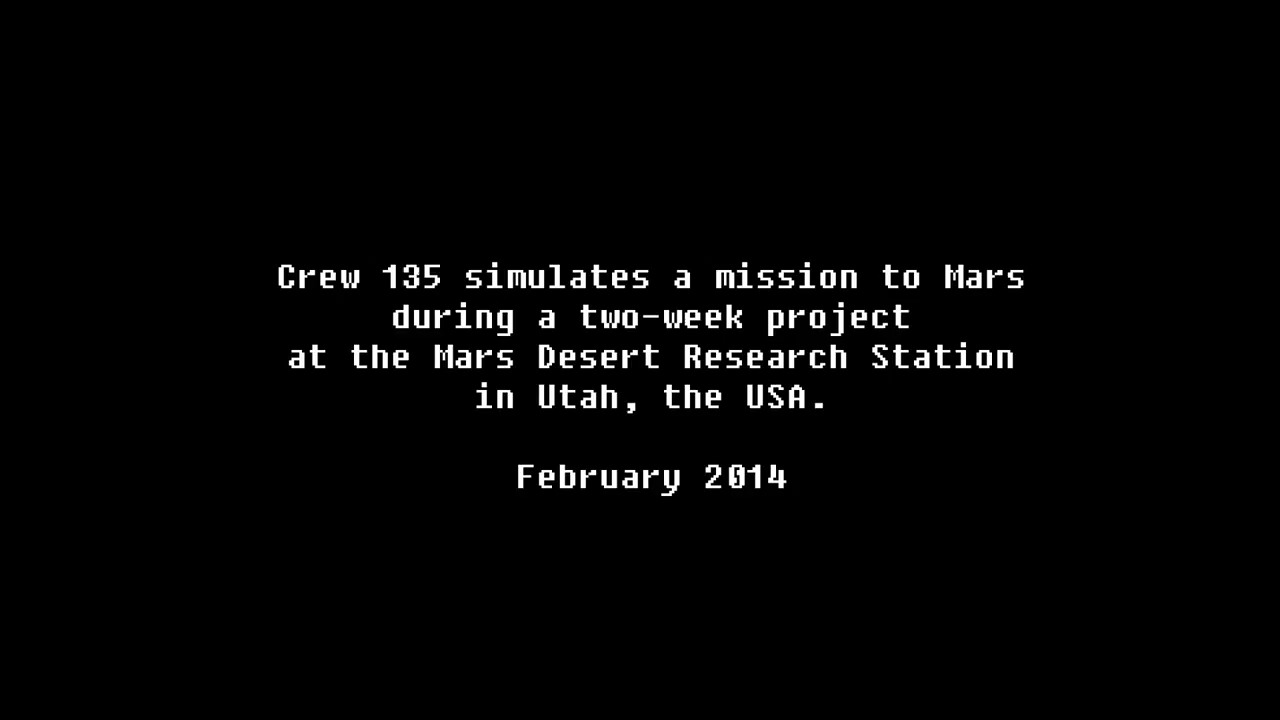 Crew 135 simulates a mission to Mars
during a two-week project
at the Mars Desert Research Station
in Utah, the USA.
February 2014